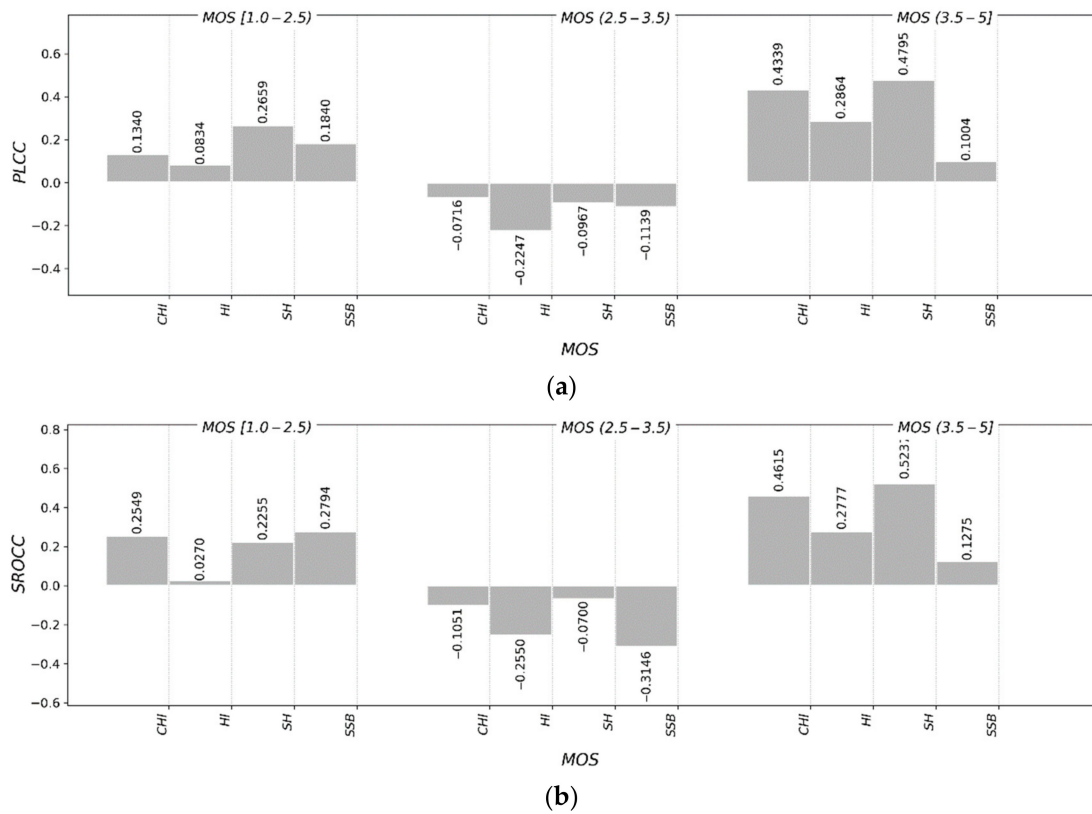 MOS [1.0 − 2.5) MOS (2.5 − 3.5) MOS (3.5 − 5]
PLCC
0.6
0.4
0.2
0.0
−0.2
−0.4
0.1340 0.0834 0.2659 0.1840
−0.0716 −0.2247 −0.0967 −0.1139
0.4339 0.2864 0.4795 0.1004
CHI HI SH SSB CHI HI SH SSB CHI HI SH SSB
MOS
(a)
MOS [1.0 − 2.5) MOS (2.5 − 3.5) MOS (3.5 − 5]
SROCC
0.8
0.6
0.4
0.2
0.0
−0.2
−0.4
−0.6
0.2549 0.0270 0.2255 0.2794
−0.1051 −0.2550 −0.0700 −0.3146
0.4615 0.2777 0.1275
CHI HI SH SSB CHI HI SH SSB CHI HI SH SSB
MOS
(b)